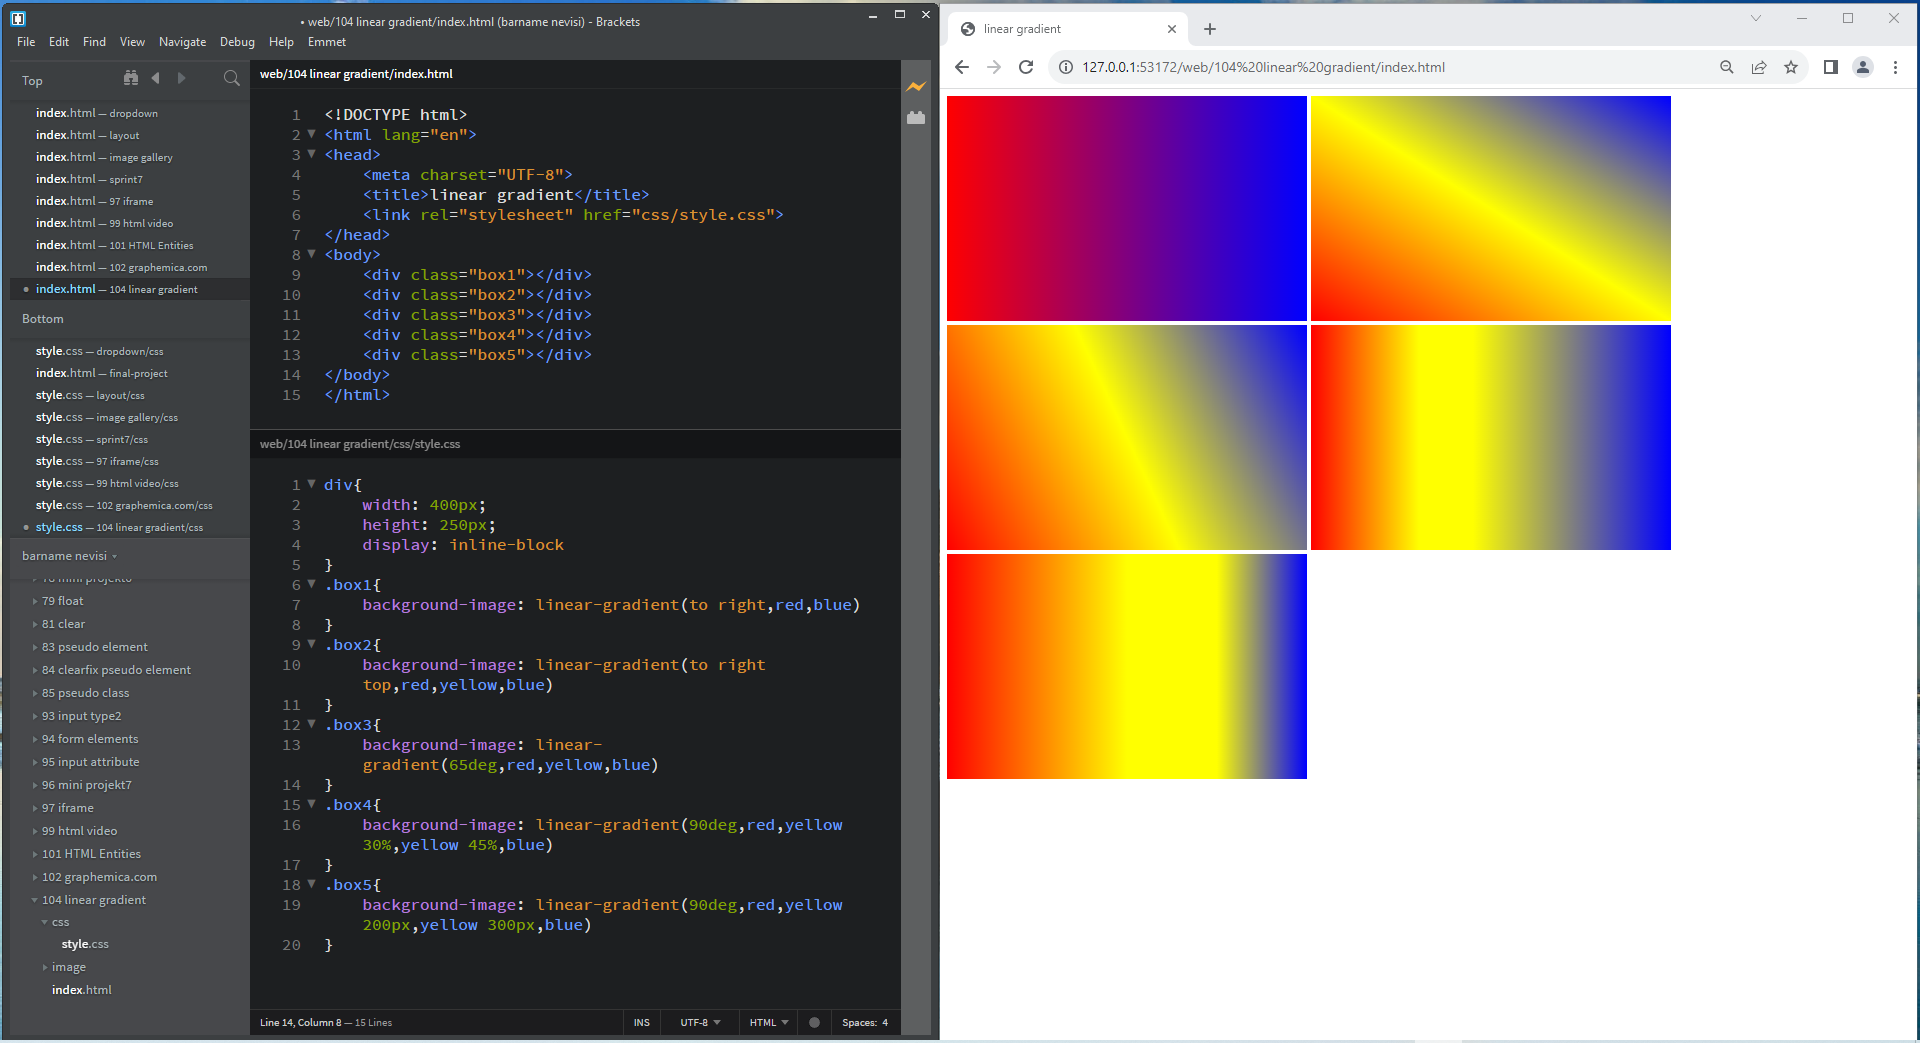 • web/104 linear gradient/index.html (barname nevisi) - Brackets
File Edit Find View Navigate Debug Help Emmet
Top
index.html — dropdown
index.html — layout
index.html — image gallery
index.html — sprint7
index.html — 97 iframe
index.html — 99 html video
index.html — 101 HTML Entities
index.html — 102 graphemica.com
index.html — 104 linear gradient
Bottom
style.css — dropdown/css
index.html — final-project
style.css — layout/css
style.css — image gallery/css
style.css — sprint7/css
style.css — 97 iframe/css
style.css — 99 html video/css
style.css — 102 graphemica.com/css
style.css — 104 linear gradient/css
barname nevisi
79 float
81 clear
83 pseudo element
84 clearfix pseudo element
85 pseudo class
93 input type2
94 form elements
95 input attribute
96 mini projekt7
97 iframe
99 html video
101 HTML Entities
102 graphemica.com
104 linear gradient
css
style.css
image
index.html
web/104 linear gradient/index.html
1 <!DOCTYPE html>
2 <html lang="en">
3 <head>
4 <meta charset="UTF-8">
5 <title>linear gradient</title>
6 <link rel="stylesheet" href="css/style.css">
7 </head>
8 <body>
9 <div class="box1"></div>
10 <div class="box2"></div>
11 <div class="box3"></div>
12 <div class="box4"></div>
13 <div class="box5"></div>
14 </body>
15 </html>
web/104 linear gradient/css/style.css
1 div{
2 width: 400px;
3 height: 250px;
4 display: inline-block
5 }
6 .box1{
7 background-image: linear-gradient(to right,red,blue)
8 }
9 .box2{
10 background-image: linear-gradient(to right
top,red,yellow,blue)
11 }
12 .box3{
13 background-image: linear-
gradient(65deg,red,yellow,blue)
14 }
15 .box4{
16 background-image: linear-gradient(90deg,red,yellow
30%,yellow 45%,blue)
17 }
18 .box5{
19 background-image: linear-gradient(90deg,red,yellow
200px,yellow 300px,blue)
20 }
Line 14, Column 8 — 15 Lines
INS UTF-8 HTML Spaces: 4
linear gradient
127.0.0.1:53172/web/104%20linear%20gradient/index.html